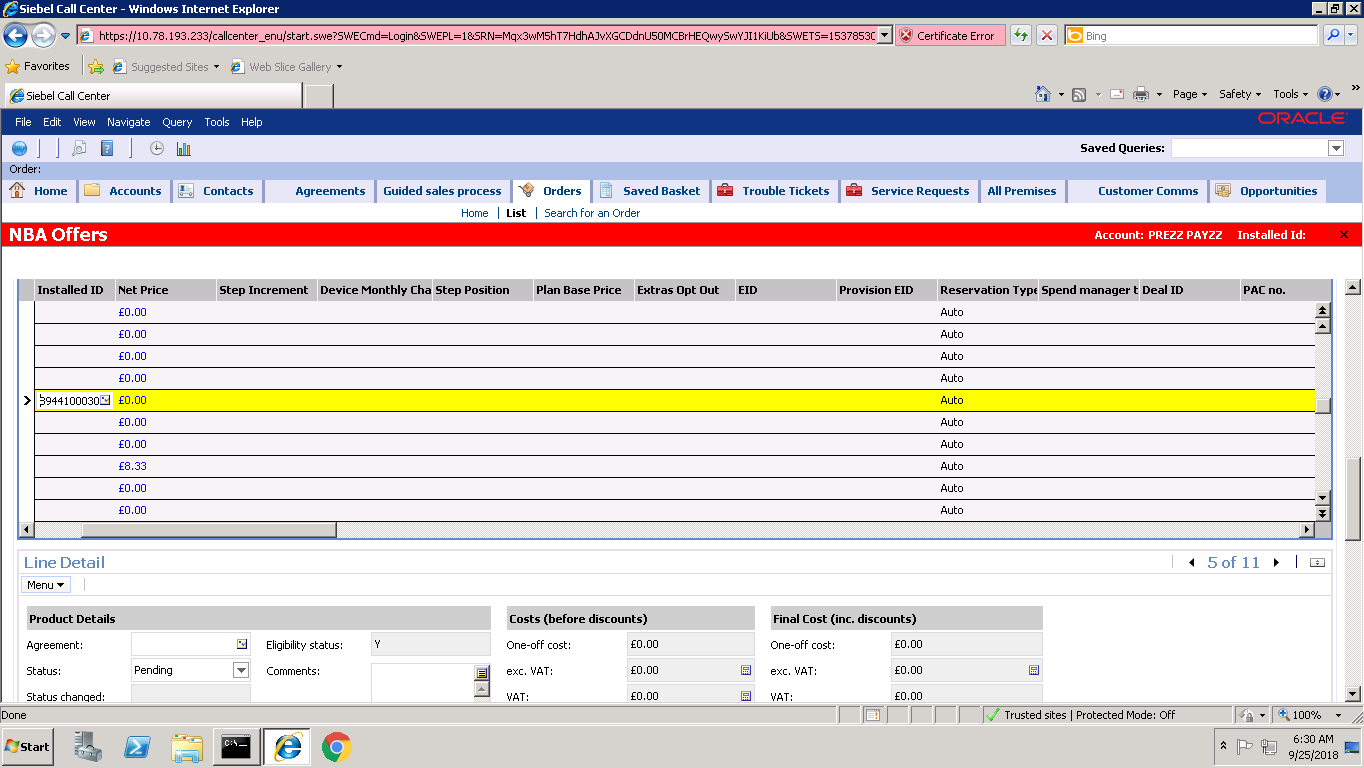 Siebel Call Center - Windows Internet Explorer
https://10.78.193.233/callcenter_enu/start.swe?SWECmd=Login&SWEPL=1&SRN=Mqx3wM5hT7HdhAJvXGCDdnU50MCBrHEQwySwYJI1KiUb&SWETS=15378530
Certificate Error
Bing
Favorites
Suggested Sites
Web Slice Gallery
Siebel Call Center
Page
Safety
Tools
File Edit View Navigate Query Tools Help
ORACLE
Saved Queries:
Order:
Home Accounts Contacts Agreements Guided sales process Orders Saved Basket Trouble Tickets Service Requests All Premises Customer Comms Opportunities
Home | List | Search for an Order
NBA Offers
Account: PREZZ PAYZZ Installed Id:
Installed ID Net Price Step Increment Device Monthly Cha Step Position Plan Base Price Extras Opt Out EID Provision EID Reservation Type Spend manager t Deal ID PAC no.
£0.00 Auto
£0.00 Auto
£0.00 Auto
£0.00 Auto
3944100030 £0.00 Auto
£0.00 Auto
£0.00 Auto
£8.33 Auto
£0.00 Auto
£0.00 Auto
Line Detail
5 of 11
Menu
Product Details Costs (before discounts) Final Cost (inc. discounts)
Agreement: Eligibility status: Y One-off cost: £0.00 One-off cost: £0.00
Status: Pending Comments: exc. VAT: £0.00 exc. VAT: £0.00
Status changed: VAT: £0.00 VAT: £0.00
Done
Trusted sites | Protected Mode: Off
100%
Start
6:30 AM
9/25/2018